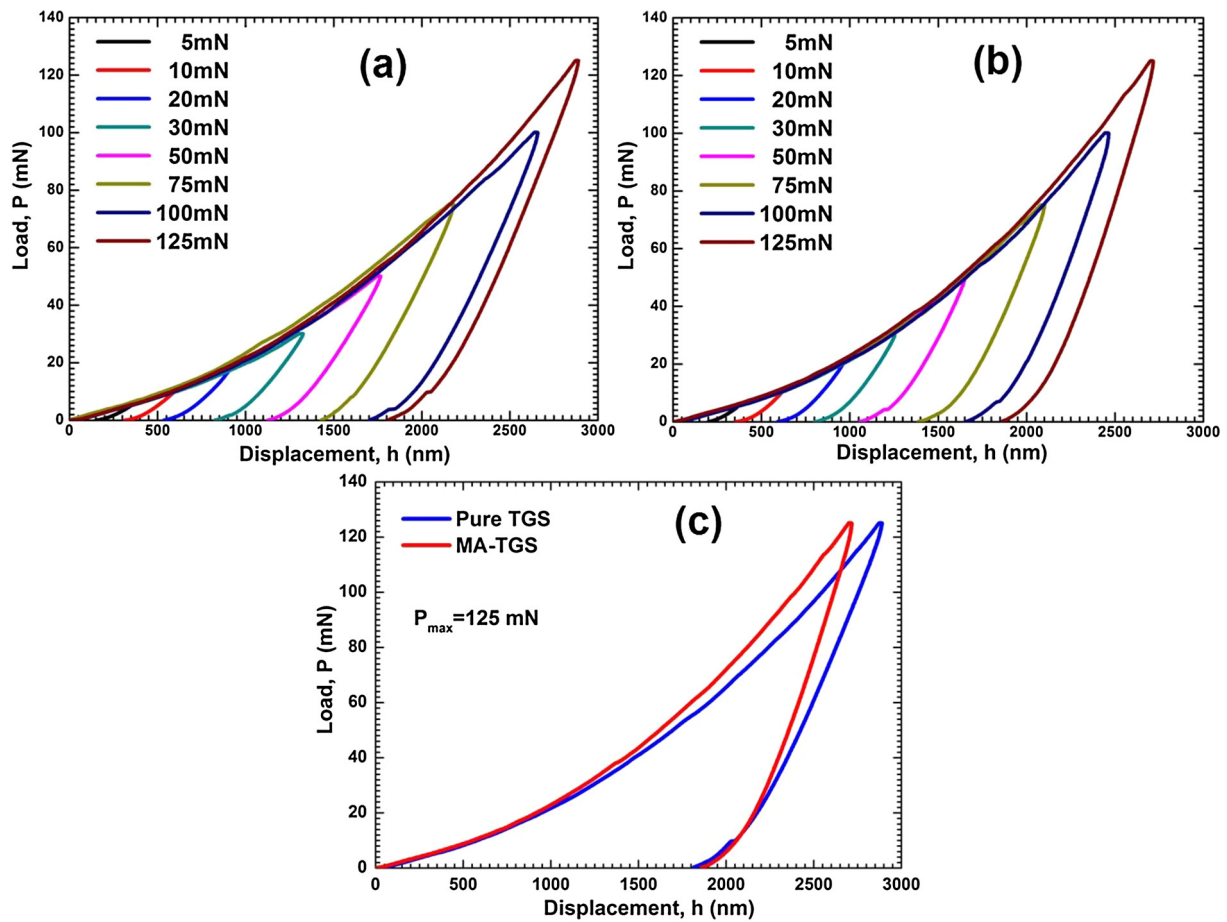 (a)
140
120
100
80
60
40
20
0
Load, P (mN)
5mN
10mN
20mN
30mN
50mN
75mN
100mN
125mN
0 500 1000 1500 2000 2500 3000
Displacement, h (nm)
(b)
140
120
100
80
60
40
20
0
Load, P (mN)
5mN
10mN
20mN
30mN
50mN
75mN
100mN
125mN
0 500 1000 1500 2000 2500 3000
Displacement, h (nm)
(c)
140
120
100
80
60
40
20
0
Load, P (mN)
Pure TGS
MA-TGS
Pmax=125 mN
0 500 1000 1500 2000 2500 3000
Displacement, h (nm)